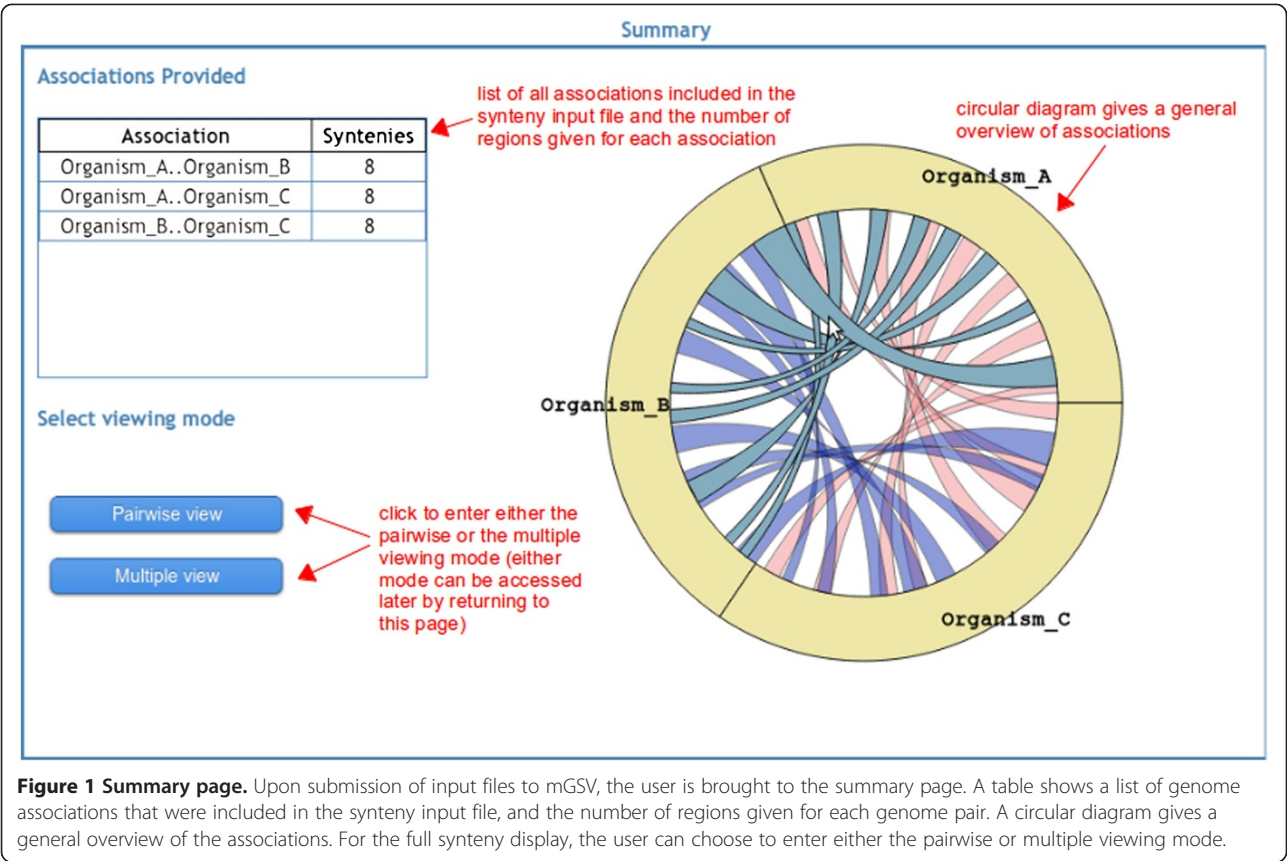 Summary
Associations Provided
Association Syntenies
Organism_A..Organism_B 8
Organism_A..Organism_C 8
Organism_B..Organism_C 8
list of all associations included in the
synteny input file and the number of
regions given for each association
circular diagram gives a general
overview of associations
Organism_A
Organism_B
Organism_C
Select viewing mode
Pairwise view
Multiple view
click to enter either the
pairwise or the multiple
viewing mode (either
mode can be accessed
later by returning to
this page)
Figure 1 Summary page. Upon submission of input files to mGSV, the user is brought to the summary page. A table shows a list of genome
associations that were included in the synteny input file, and the number of regions given for each genome pair. A circular diagram gives a
general overview of the associations. For the full synteny display, the user can choose to enter either the pairwise or multiple viewing mode.